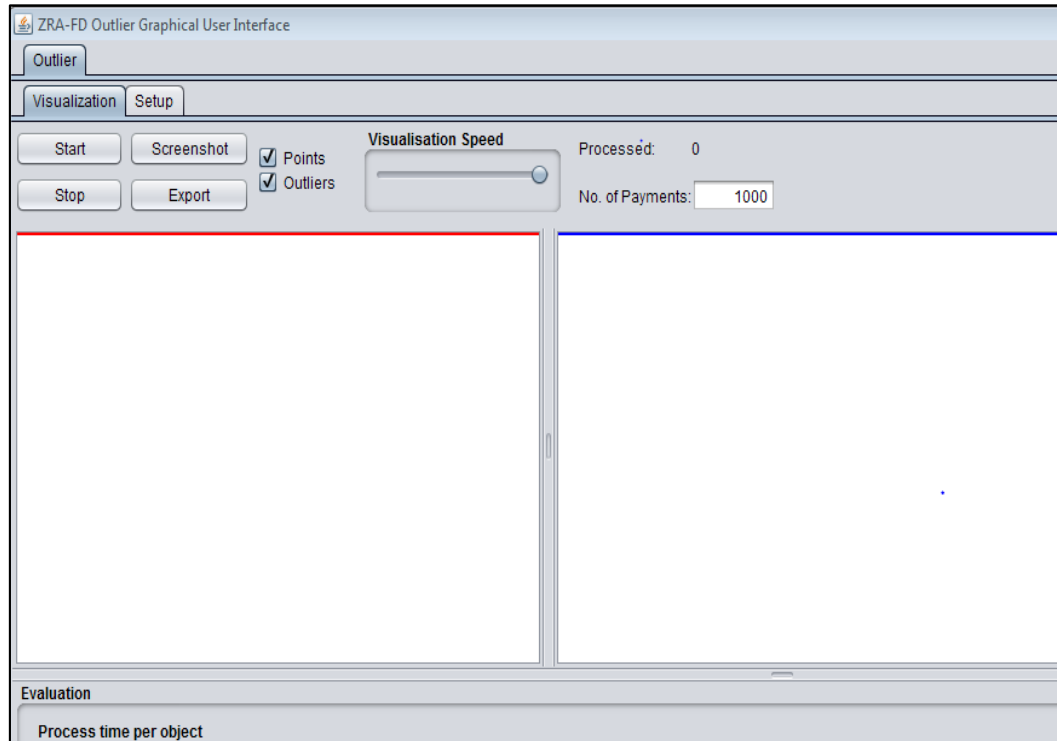 ZRA-FD Outlier Graphical User Interface
Outlier
Visualization Setup
Start Screenshot Points Visualisation Speed Processed: 0
Stop Export Outliers No. of Payments: 1000
Evaluation
Process time per object